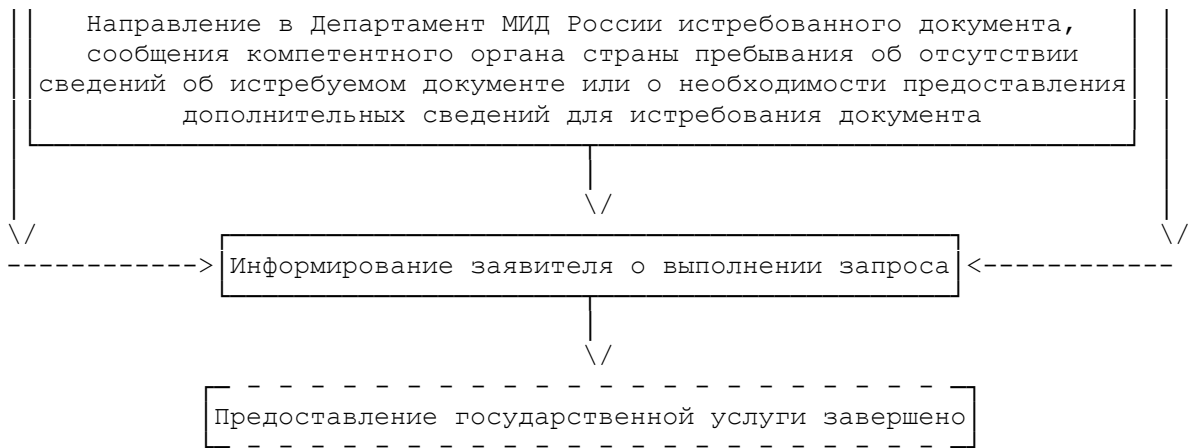 Направление в Департамент МИД России истребованного документа,
сообщения компетентного органа страны пребывания об отсутствии
сведений об истребуемом документе или о необходимости предоставления
дополнительных сведений для истребования документа
Информирование заявителя о выполнении запроса
Предоставление государственной услуги завершено